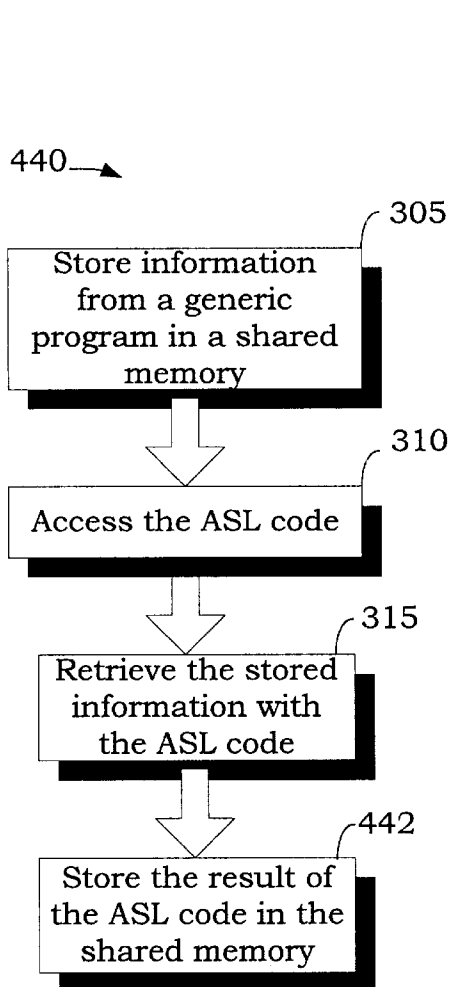 440
305
Store information
from a generic
program in a shared
memory
310
Access the ASL code
315
Retrieve the stored
information with
the ASL code
442
Store the result of
the ASL code in the
shared memory